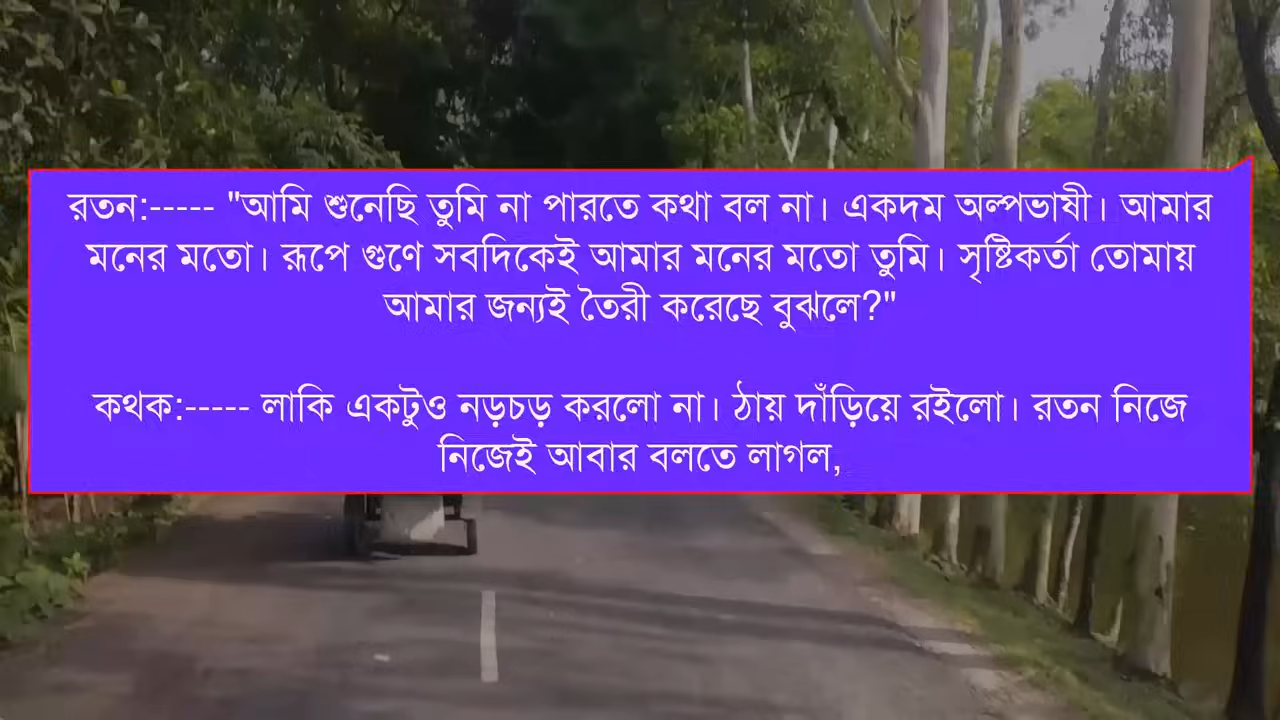 রতন:----- "আমি শুনেছি তুমি না পারতে কথা বল না। একদম অল্পভাষী। আমার
মনের মতো। রূপে গুণে সবদিকেই আমার মনের মতো তুমি। সৃষ্টিকর্তা তোমায়
আমার জন্যই তৈরী করেছে বুঝলে?"
কথক:----- লাকি একটুও নড়চড় করলো না। ঠায় দাঁড়িয়ে রইলো। রতন নিজে
নিজেই আবার বলতে লাগল,